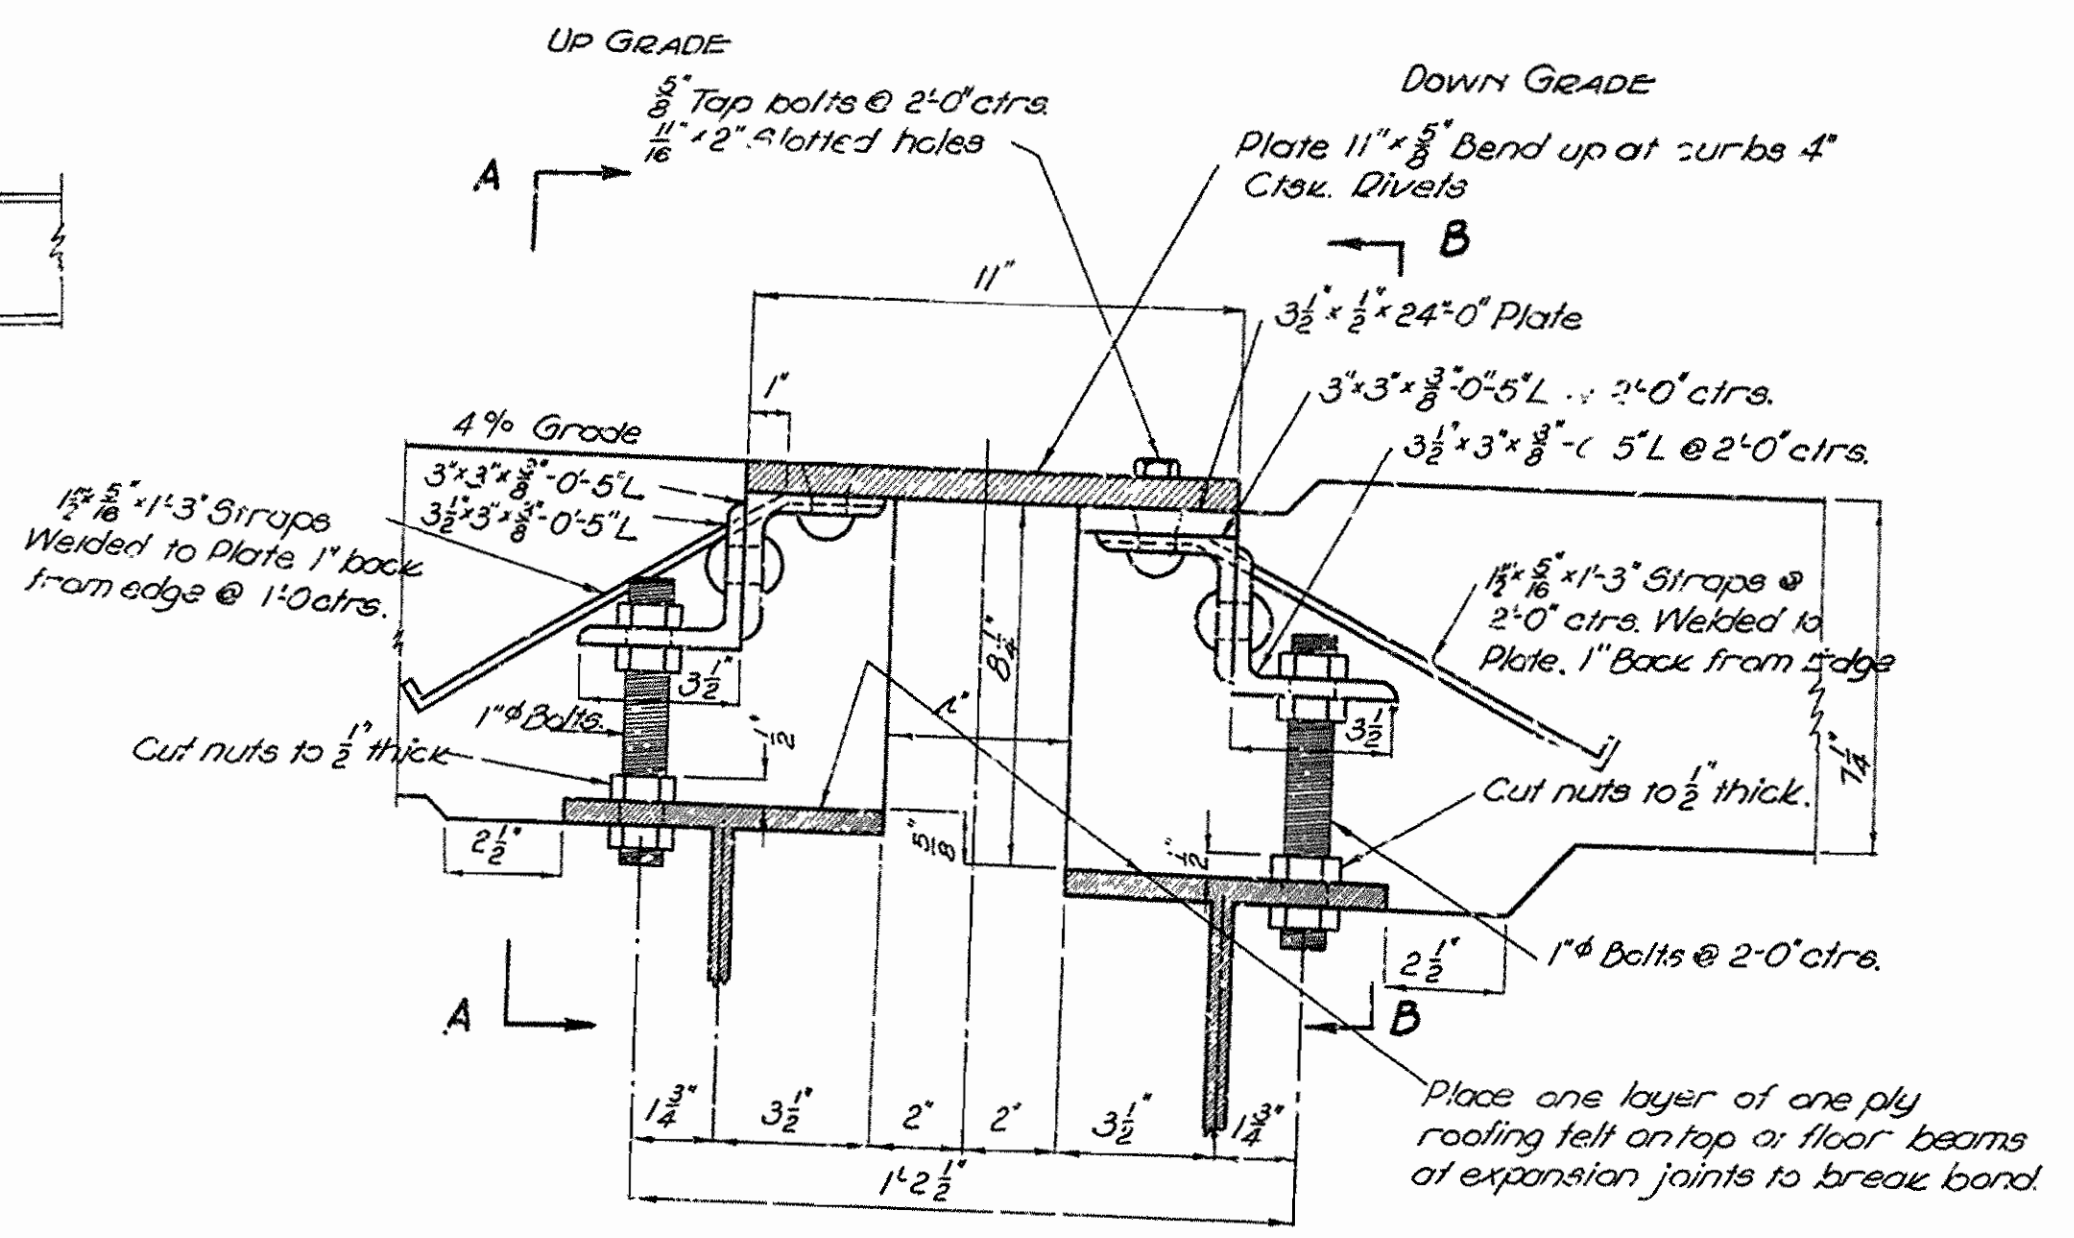 UP GRADE
5/8" Tap bolts @ 2'-0" ctrs.
11/16" × 2" Slotted holes
DOWN GRADE
Plate 11" × 5/8" Bend up at curbs 4"
Ctsk. Rivets
A
B
11"
3 1/2" × 1/2" × 24'-0" Plate
1"
3" × 3" × 3/8"-0'-5" L 2'-0" ctrs.
3 1/2" × 3" × 3/8" 5" L @ 2'-0" ctrs.
4% Grade
3" × 3" × 3/8"-0'-5" L
3 1/2" × 3" × 3/8"-0'-5" L
1 1/2" × 5/16" × 1'-3" Straps
Welded to Plate 1" back
from edge @ 1'-0 ctrs.
1 1/2" × 5/16" × 1'-3" Straps @
2'-0" ctrs. Welded to
Plate. 1" Back from Edge
8 1/4"
3 1/2"
3 1/2"
1" φ Bolts.
1/2"
Cut nuts to 1/2" thick
7 1/4"
Cut nuts to 1/2" thick.
2 1/2"
5/8"
1/2"
2 1/2"
1" φ Bolts @ 2-0" ctrs.
A
B
1 3/4"
3 1/2"
2"
2"
3 1/2"
1 3/4"
1'-2 1/2"
Place one layer of one ply
roofing felt on top of floor beams
at expansion joints to break bond.